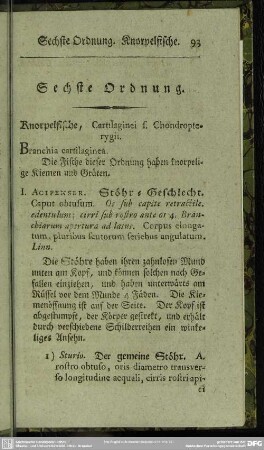 Sechste Ordnung. Knorpelfische. 93
Sechste Ordnung.
Knorpelfische, Cartilaginei s. Chondropte-
rygii.
Branchia cartilaginea.
Die Fische dieser Ordnung haben knorpeli-
ge Kiemen und Gräten.
I. ACIPENSER. Stöhr-Geschlecht.
Caput obtusum. Os sub capite retractile,
edentulum; cirri sub rostro ante os 4. Bran-
chiarum apertura ad latus. Corpus elonga-
tum, pluribus scutorum seriebus angulatum.
Linn.
Die Stöhre haben ihren zahnlosen Mund
unten am Kopf, und können solchen nach Ge-
fallen einziehen, und haben unterwärts am
Rüssel vor dem Munde 4 Fäden. Die Kie-
menöffnung ist auf der Seite. Der Kopf ist
abgestumpft, der Körper gestrekt, und erhält
durch verschiedene Schilderreihen ein winke-
liges Ansehn.
1) Sturio. Der gemeine Stöhr. A.
rostro obtuso, oris diametro transver-
so longitudine aequali, cirris rostri api-
ci